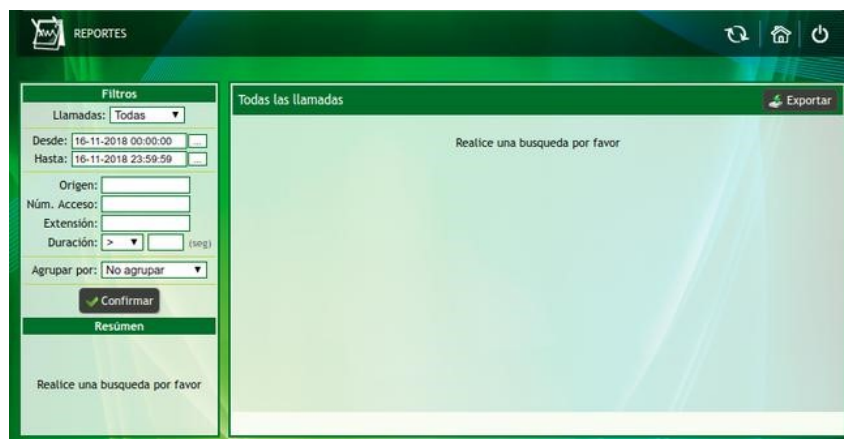 REPORTES
Filtros
Llamadas: Todas
Desde: 16-11-2018 00:00:00 ...
Hasta: 16-11-2018 23:59:59 ...
Origen:
Núm. Acceso:
Extensión:
Duración: > (seg)
Agrupar por: No agrupar
Confirmar
Resúmen
Realice una busqueda por favor
Todas las llamadas
Exportar
Realice una busqueda por favor